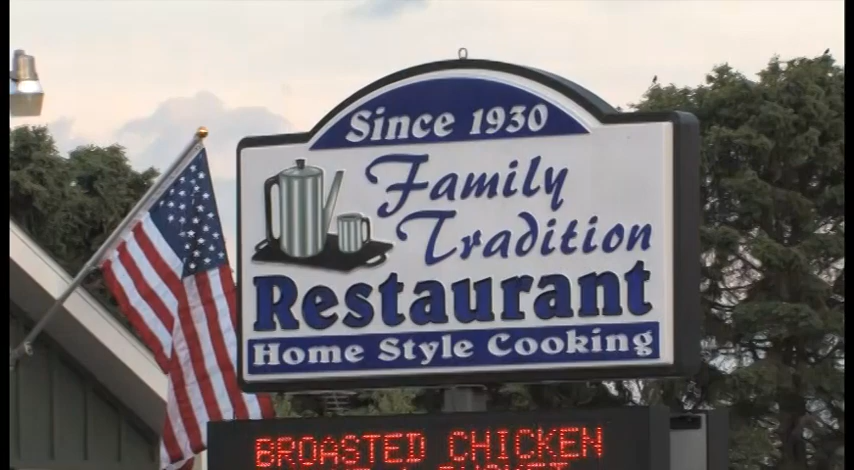 Since 1930
Family
Tradition
Restaurant
Home Style Cooking
BROASTED CHICKEN